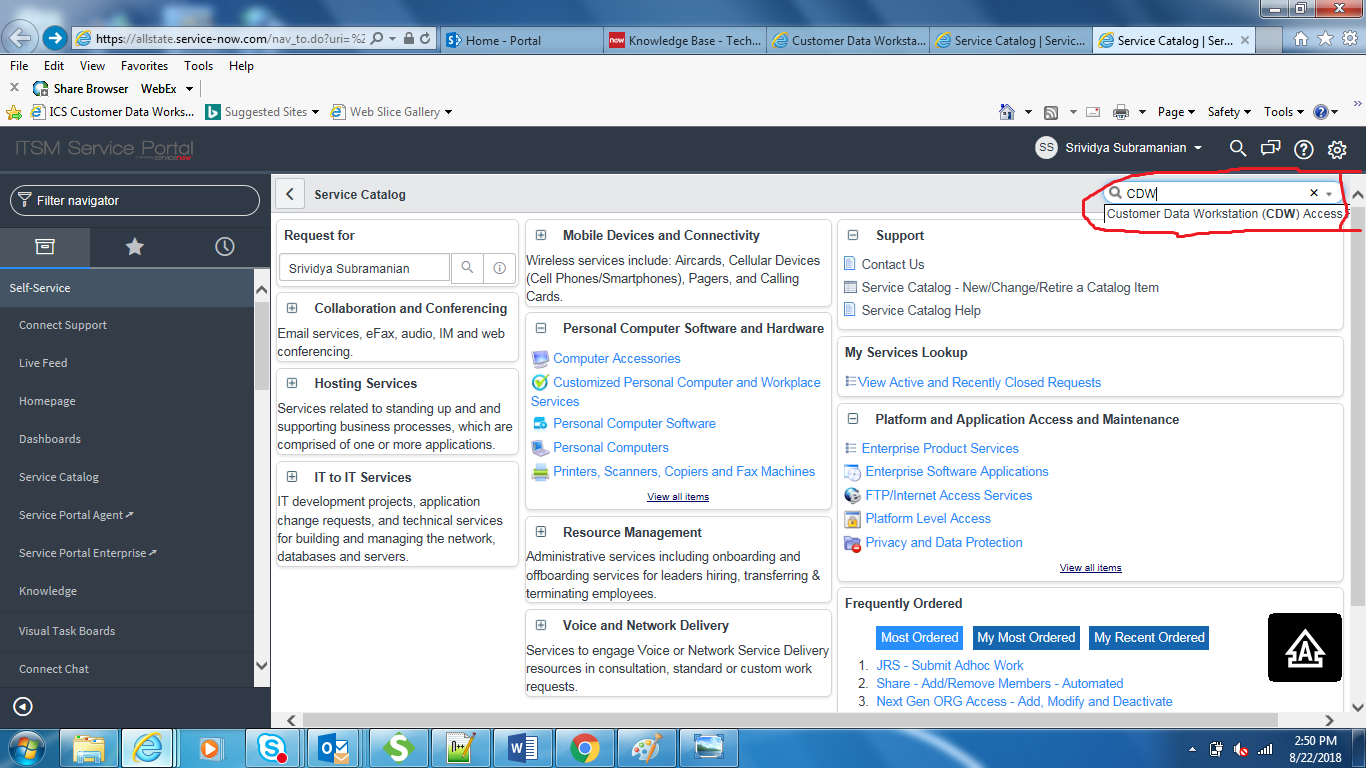 https://allstate.service-now.com/nav_to.do?uri=%2
Home - Portal
now Knowledge Base - Tech...
Customer Data Worksta...
Service Catalog | Servic...
Service Catalog | Ser...
File Edit View Favorites Tools Help
Share Browser WebEx
ICS Customer Data Works... Suggested Sites Web Slice Gallery
Page Safety Tools
ITSM Service Portal
SS Srividya Subramanian
Filter navigator
Self-Service
Connect Support
Live Feed
Homepage
Dashboards
Service Catalog
Service Portal Agent
Service Portal Enterprise
Knowledge
Visual Task Boards
Connect Chat
Service Catalog
CDW
Customer Data Workstation (CDW) Access
Request for
Srividya Subramanian
Collaboration and Conferencing
Email services, eFax, audio, IM and web
conferencing.
Hosting Services
Services related to standing up and and
supporting business processes, which are
comprised of one or more applications.
IT to IT Services
IT development projects, application
change requests, and technical services
for building and managing the network,
databases and servers.
Mobile Devices and Connectivity
Wireless services include: Aircards, Cellular Devices
(Cell Phones/Smartphones), Pagers, and Calling
Cards.
Personal Computer Software and Hardware
Computer Accessories
Customized Personal Computer and Workplace
Services
Personal Computer Software
Personal Computers
Printers, Scanners, Copiers and Fax Machines
View all items
Resource Management
Administrative services including onboarding and
offboarding services for leaders hiring, transferring &
terminating employees.
Voice and Network Delivery
Services to engage Voice or Network Service Delivery
resources in consultation, standard or custom work
requests.
Support
Contact Us
Service Catalog - New/Change/Retire a Catalog Item
Service Catalog Help
My Services Lookup
View Active and Recently Closed Requests
Platform and Application Access and Maintenance
Enterprise Product Services
Enterprise Software Applications
FTP/Internet Access Services
Platform Level Access
Privacy and Data Protection
View all items
Frequently Ordered
Most Ordered My Most Ordered My Recent Ordered
1. JRS - Submit Adhoc Work
2. Share - Add/Remove Members - Automated
3. Next Gen ORG Access - Add, Modify and Deactivate
2:50 PM
8/22/2018